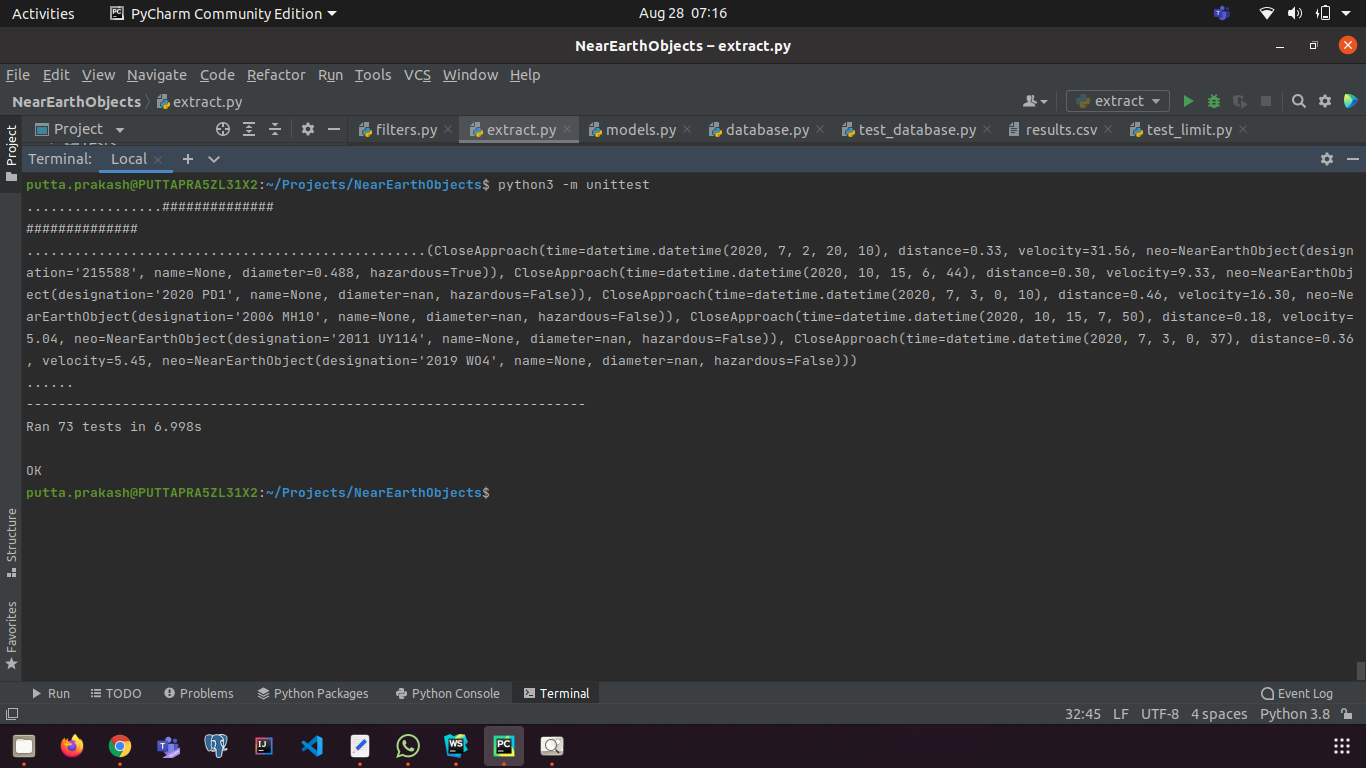 Activities PyCharm Community Edition Aug 28 07:16
NearEarthObjects – extract.py
File Edit View Navigate Code Refactor Run Tools VCS Window Help
NearEarthObjects extract.py extract
Project Project filters.py extract.py models.py database.py test_database.py results.csv test_limit.py
Terminal: Local
putta.prakash@PUTTAPRA5ZL31X2:~/Projects/NearEarthObjects$ python3 -m unittest
.................##############
##############
..................................................(CloseApproach(time=datetime.datetime(2020, 7, 2, 20, 10), distance=0.33, velocity=31.56, neo=NearEarthObject(design
ation='215588', name=None, diameter=0.488, hazardous=True)), CloseApproach(time=datetime.datetime(2020, 10, 15, 6, 44), distance=0.30, velocity=9.33, neo=NearEarthObj
ect(designation='2020 PD1', name=None, diameter=nan, hazardous=False)), CloseApproach(time=datetime.datetime(2020, 7, 3, 0, 10), distance=0.46, velocity=16.30, neo=Ne
arEarthObject(designation='2006 MH10', name=None, diameter=nan, hazardous=False)), CloseApproach(time=datetime.datetime(2020, 10, 15, 7, 50), distance=0.18, velocity=
5.04, neo=NearEarthObject(designation='2011 UY114', name=None, diameter=nan, hazardous=False)), CloseApproach(time=datetime.datetime(2020, 7, 3, 0, 37), distance=0.36
, velocity=5.45, neo=NearEarthObject(designation='2019 WO4', name=None, diameter=nan, hazardous=False)))
......
----------------------------------------------------------------------
Ran 73 tests in 6.998s
OK
putta.prakash@PUTTAPRA5ZL31X2:~/Projects/NearEarthObjects$
Structure
Favorites
Run TODO Problems Python Packages Python Console Terminal Event Log
32:45 LF UTF-8 4 spaces Python 3.8
IJ WS PC